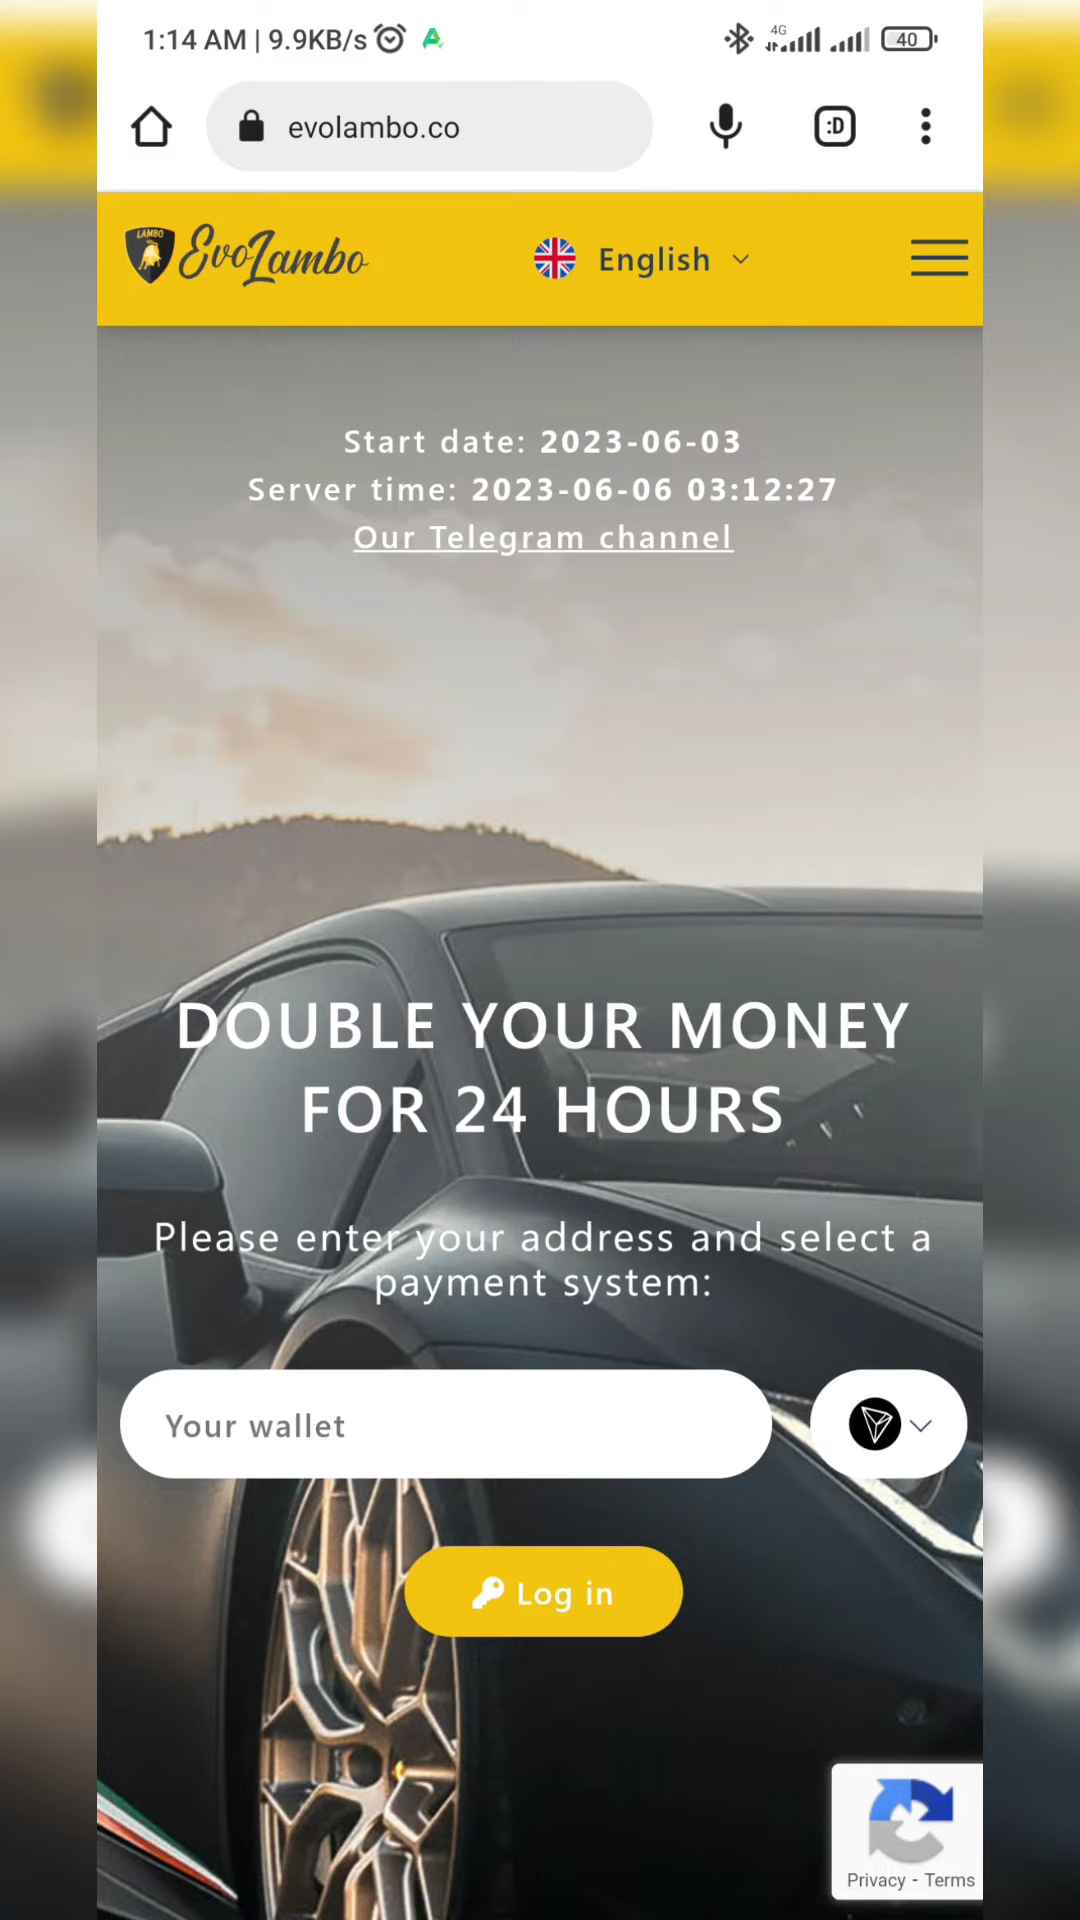 1:14 AM | 9.9KB/s
4G
40
evolambo.co
:D
LAMBO
EvoLambo
English
Start date: 2023-06-03
Server time: 2023-06-06 03:12:27
Our Telegram channel
DOUBLE YOUR MONEY
FOR 24 HOURS
Please enter your address and select a
payment system:
Your wallet
Log in
Privacy - Terms